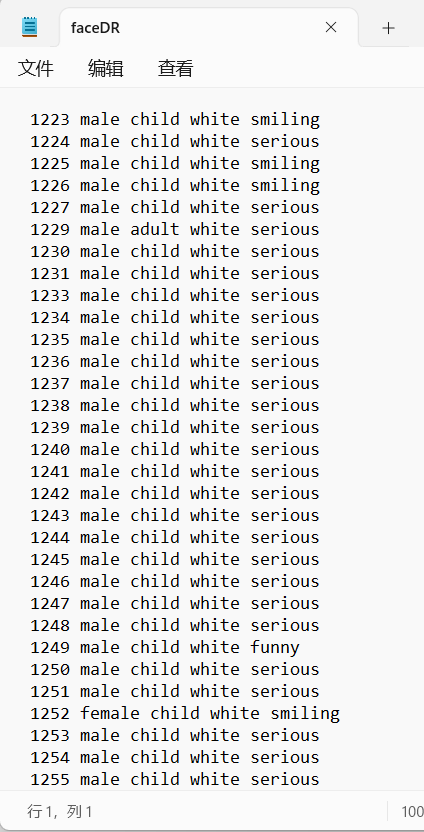 faceDR
文件 编辑 查看
1223 male child white smiling
1224 male child white serious
1225 male child white smiling
1226 male child white smiling
1227 male child white serious
1229 male adult white serious
1230 male child white serious
1231 male child white serious
1233 male child white serious
1234 male child white serious
1235 male child white serious
1236 male child white serious
1237 male child white serious
1238 male child white serious
1239 male child white serious
1240 male child white serious
1241 male child white serious
1242 male child white serious
1243 male child white serious
1244 male child white serious
1245 male child white serious
1246 male child white serious
1247 male child white serious
1248 male child white serious
1249 male child white funny
1250 male child white serious
1251 male child white serious
1252 female child white smiling
1253 male child white serious
1254 male child white serious
1255 male child white serious
行 1，列 1 100